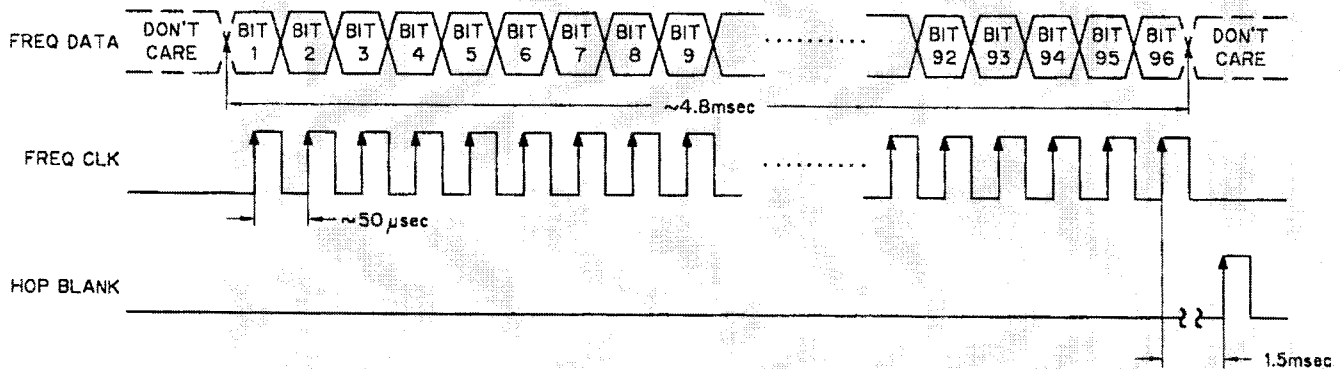 FREQ DATA
DON'T CARE
BIT 1
BIT 2
BIT 3
BIT 4
BIT 5
BIT 6
BIT 7
BIT 8
BIT 9
BIT 92
BIT 93
BIT 94
BIT 95
BIT 96
DON'T CARE
~4.8msec
FREQ CLK
~50 μsec
HOP BLANK
1.5msec